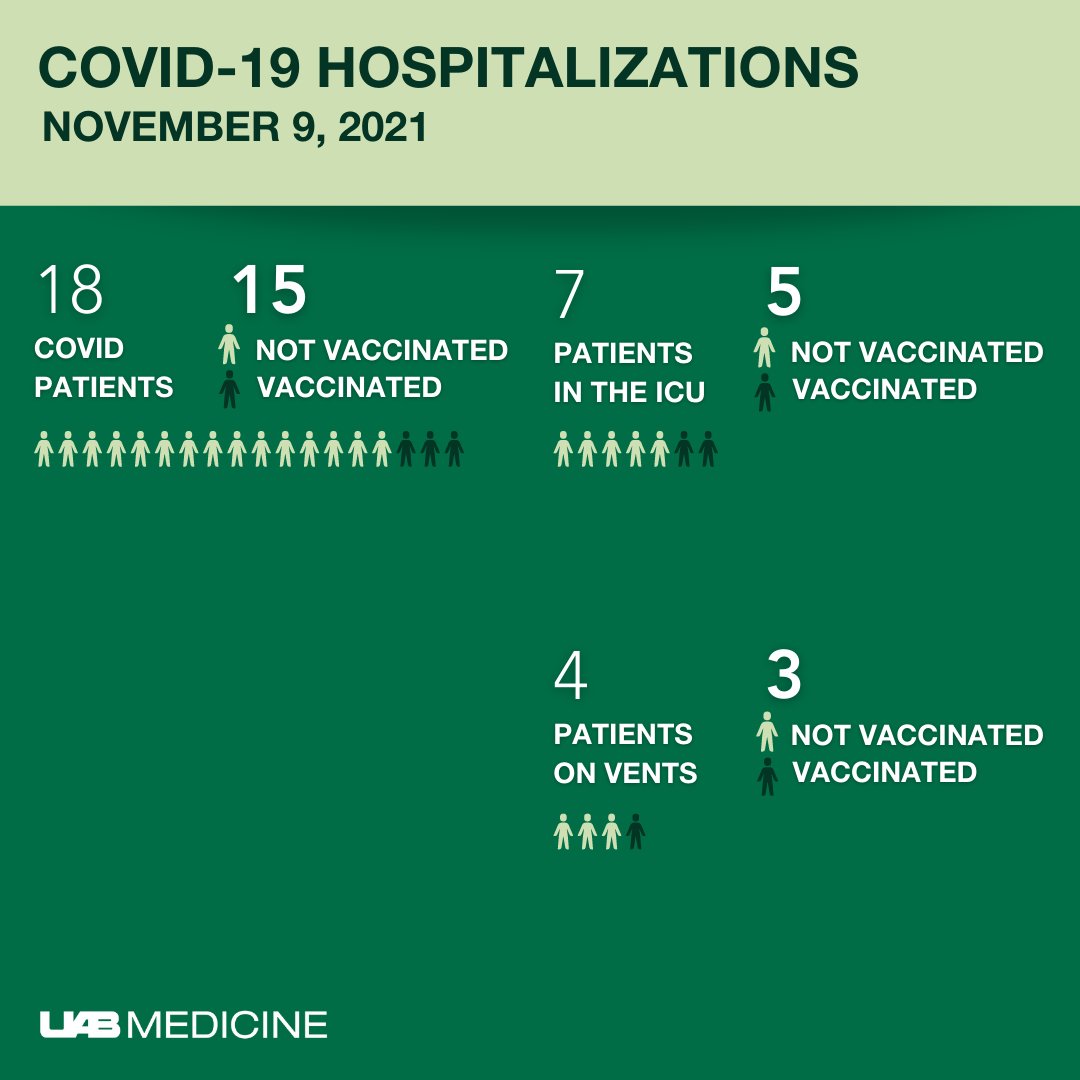 COVID-19 HOSPITALIZATIONS
NOVEMBER 9, 2021
18
COVID
PATIENTS
15
NOT VACCINATED
VACCINATED
7
PATIENTS
IN THE ICU
5
NOT VACCINATED
VACCINATED
4
PATIENTS
ON VENTS
3
NOT VACCINATED
VACCINATED
UAB MEDICINE